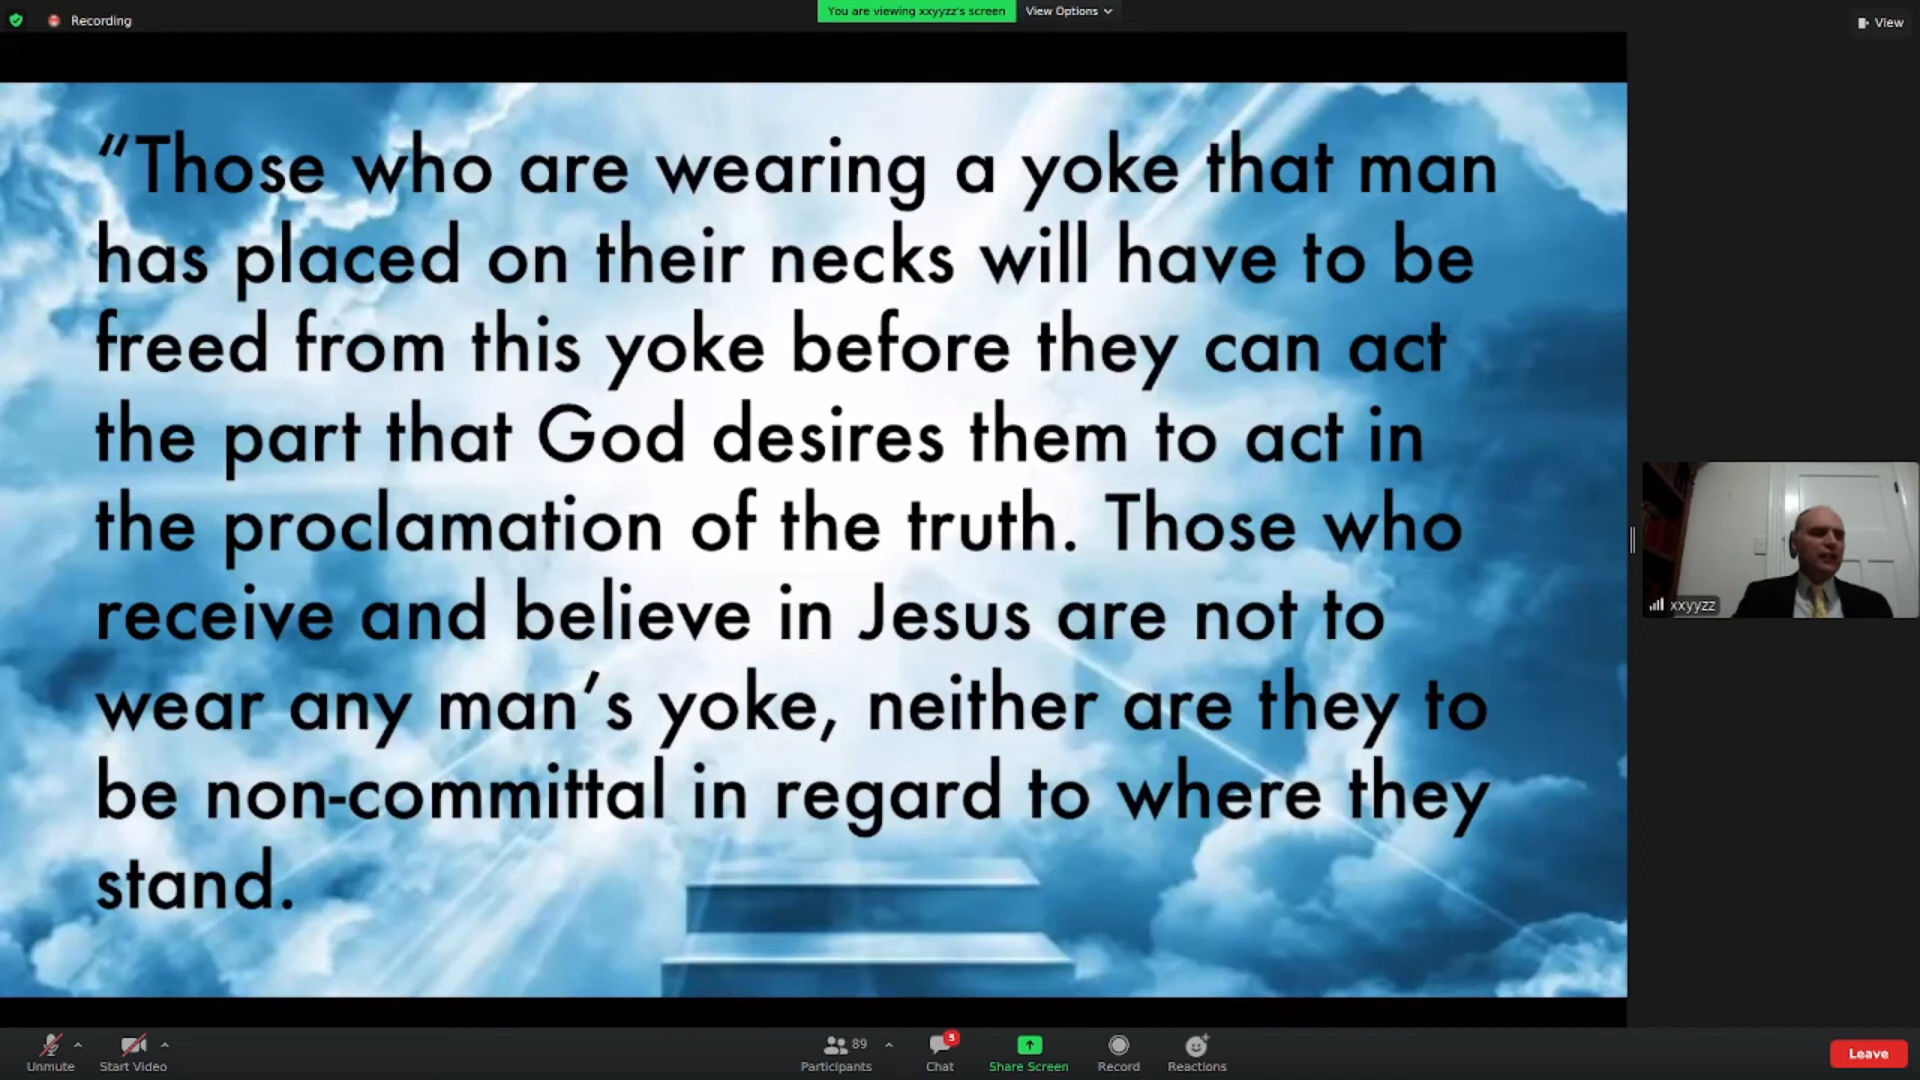 Recording
You are viewing xxyyzz's screen
View Options
View
“Those who are wearing a yoke that man
has placed on their necks will have to be
freed from this yoke before they can act
the part that God desires them to act in
the proclamation of the truth. Those who
receive and believe in Jesus are not to
wear any man’s yoke, neither are they to
be non-committal in regard to where they
stand.
xxyyzz
Unmute
Start Video
89
Participants
5
Chat
Share Screen
Record
Reactions
Leave